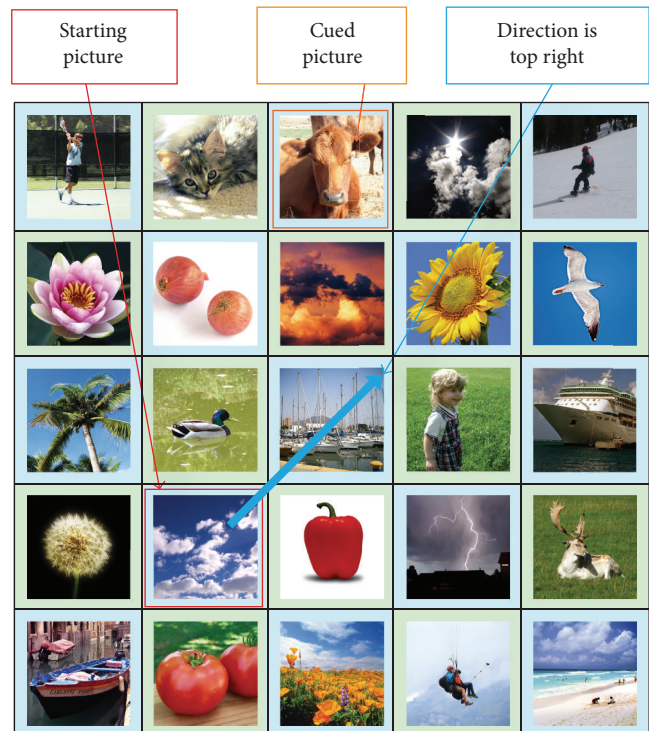 Starting
picture
Cued
picture
Direction is
top right